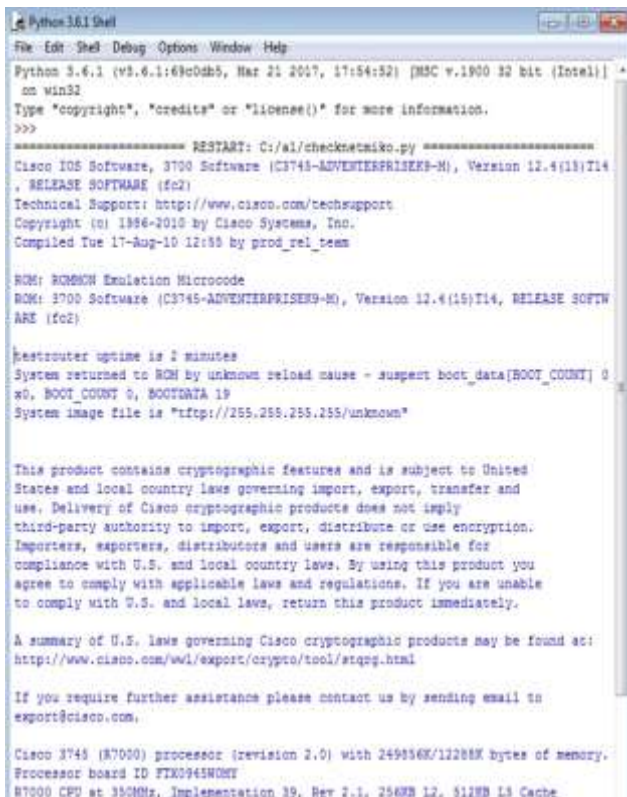 Python 3.6.1 Shell
File Edit Shell Debug Options Window Help
Python 3.6.1 (v3.6.1:69c0db5, Mar 21 2017, 17:54:52) [MSC v.1900 32 bit (Intel)]
on win32
Type "copyright", "credits" or "license()" for more information.
>>>
======================= RESTART: C:/a1/checknetmiko.py =======================
Cisco IOS Software, 3700 Software (C3745-ADVENTERPRISEK9-M), Version 12.4(15)T14
, RELEASE SOFTWARE (fc2)
Technical Support: http://www.cisco.com/techsupport
Copyright (c) 1986-2010 by Cisco Systems, Inc.
Compiled Tue 17-Aug-10 12:55 by prod_rel_team
ROM: ROMMON Emulation Microcode
ROM: 3700 Software (C3745-ADVENTERPRISEK9-M), Version 12.4(15)T14, RELEASE SOFTW
ARE (fc2)
testrouter uptime is 2 minutes
System returned to ROM by unknown reload cause - suspect boot_data[BOOT_COUNT] 0
x0, BOOT_COUNT 0, BOOTDATA 19
System image file is "tftp://255.255.255.255/unknown"
This product contains cryptographic features and is subject to United
States and local country laws governing import, export, transfer and
use. Delivery of Cisco cryptographic products does not imply
third-party authority to import, export, distribute or use encryption.
Importers, exporters, distributors and users are responsible for
compliance with U.S. and local country laws. By using this product you
agree to comply with applicable laws and regulations. If you are unable
to comply with U.S. and local laws, return this product immediately.
A summary of U.S. laws governing Cisco cryptographic products may be found at:
http://www.cisco.com/wwl/export/crypto/tool/stqrg.html
If you require further assistance please contact us by sending email to
export@cisco.com.
Cisco 3745 (R7000) processor (revision 2.0) with 249856K/12288K bytes of memory.
Processor board ID FTX0945W0MY
R7000 CPU at 350MHz, Implementation 39, Rev 2.1, 256KB L2, 512KB L3 Cache